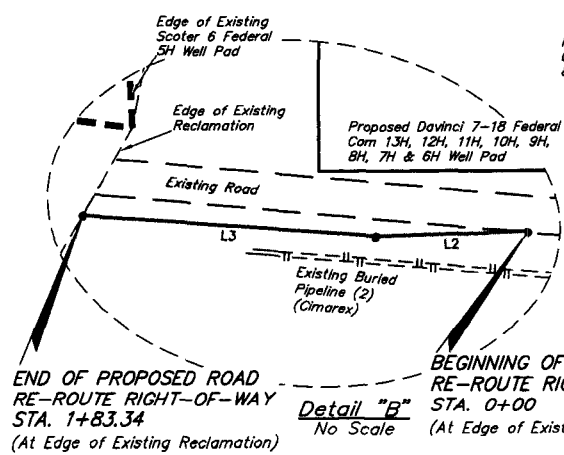 Edge of Existing
Scoter 6 Federal
5H Well Pad
Edge of Existing
Reclamation
Proposed Davinci 7-18 Federal
Com 13H, 12H, 11H, 10H, 9H,
8H, 7H & 6H Well Pad
Existing Road
L3
L2
Existing Buried
Pipeline (2)
(Cimarex)
END OF PROPOSED ROAD
RE-ROUTE RIGHT-OF-WAY
STA. 1+83.34
(At Edge of Existing Reclamation)
Detail "B"
No Scale
BEGINNING OF
RE-ROUTE RI
STA. 0+00
(At Edge of Exist